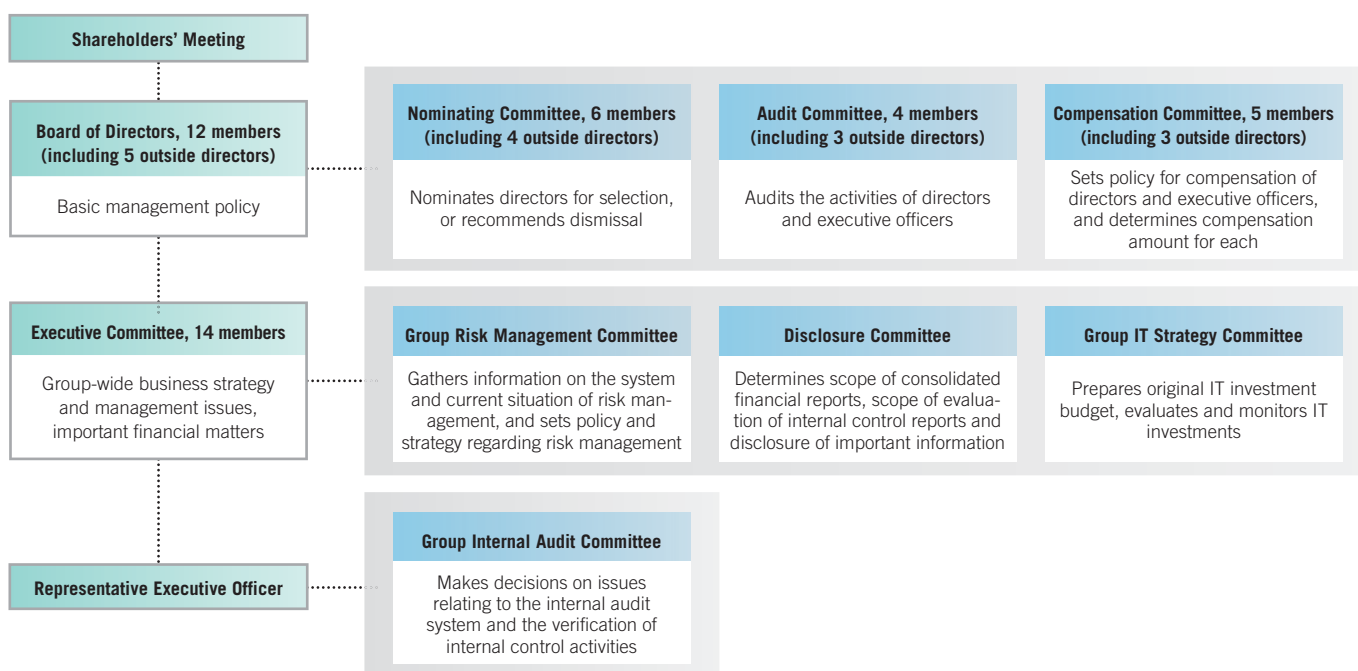 Shareholders’ Meeting
Board of Directors, 12 members
(including 5 outside directors)
Basic management policy
Nominating Committee, 6 members
(including 4 outside directors)
Nominates directors for selection,
or recommends dismissal
Audit Committee, 4 members
(including 3 outside directors)
Audits the activities of directors
and executive officers
Compensation Committee, 5 members
(including 3 outside directors)
Sets policy for compensation of
directors and executive officers,
and determines compensation
amount for each
Executive Committee, 14 members
Group-wide business strategy
and management issues,
important financial matters
Group Risk Management Committee
Gathers information on the system
and current situation of risk man-
agement, and sets policy and
strategy regarding risk management
Disclosure Committee
Determines scope of consolidated
financial reports, scope of evalua-
tion of internal control reports and
disclosure of important information
Group IT Strategy Committee
Prepares original IT investment
budget, evaluates and monitors IT
investments
Representative Executive Officer
Group Internal Audit Committee
Makes decisions on issues
relating to the internal audit
system and the verification of
internal control activities